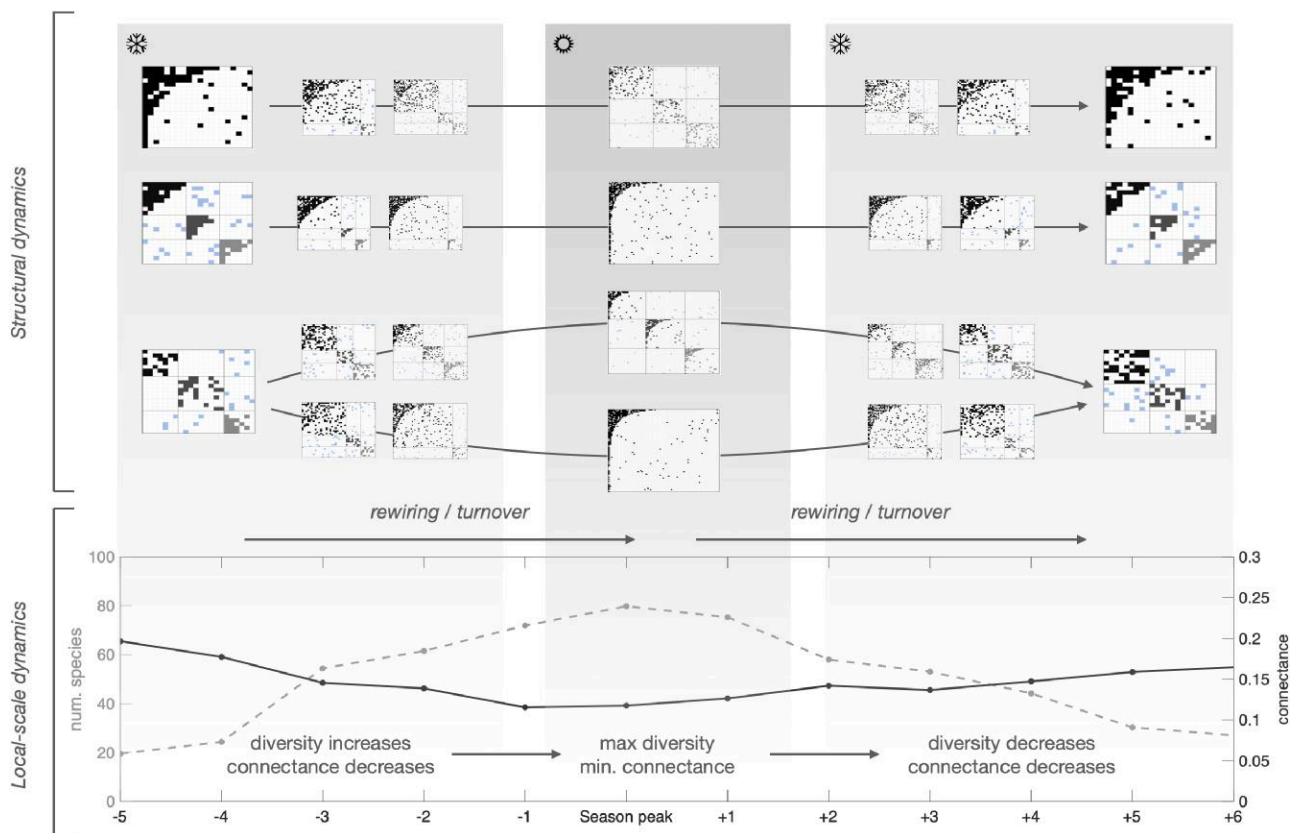 Structural dynamics
rewiring / turnover
rewiring / turnover
Local-scale dynamics
num. species
100
80
60
40
20
0
0.3
0.25
0.2
0.15
0.1
0.05
0
connectance
diversity increases
connectance decreases
max diversity
min. connectance
diversity decreases
connectance decreases
-5
-4
-3
-2
-1
Season peak
+1
+2
+3
+4
+5
+6